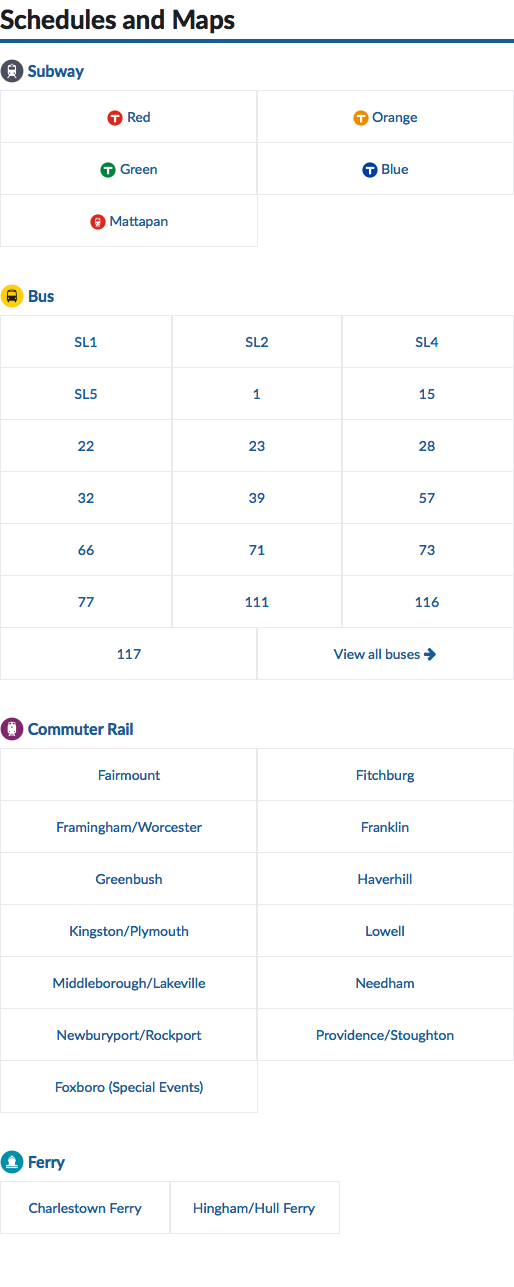 Schedules and Maps
Subway
Red Orange
Green Blue
Mattapan
Bus
SL1 SL2 SL4
SL5 1 15
22 23 28
32 39 57
66 71 73
77 111 116
117 View all buses
Commuter Rail
Fairmount Fitchburg
Framingham/Worcester Franklin
Greenbush Haverhill
Kingston/Plymouth Lowell
Middleborough/Lakeville Needham
Newburyport/Rockport Providence/Stoughton
Foxboro (Special Events)
Ferry
Charlestown Ferry Hingham/Hull Ferry